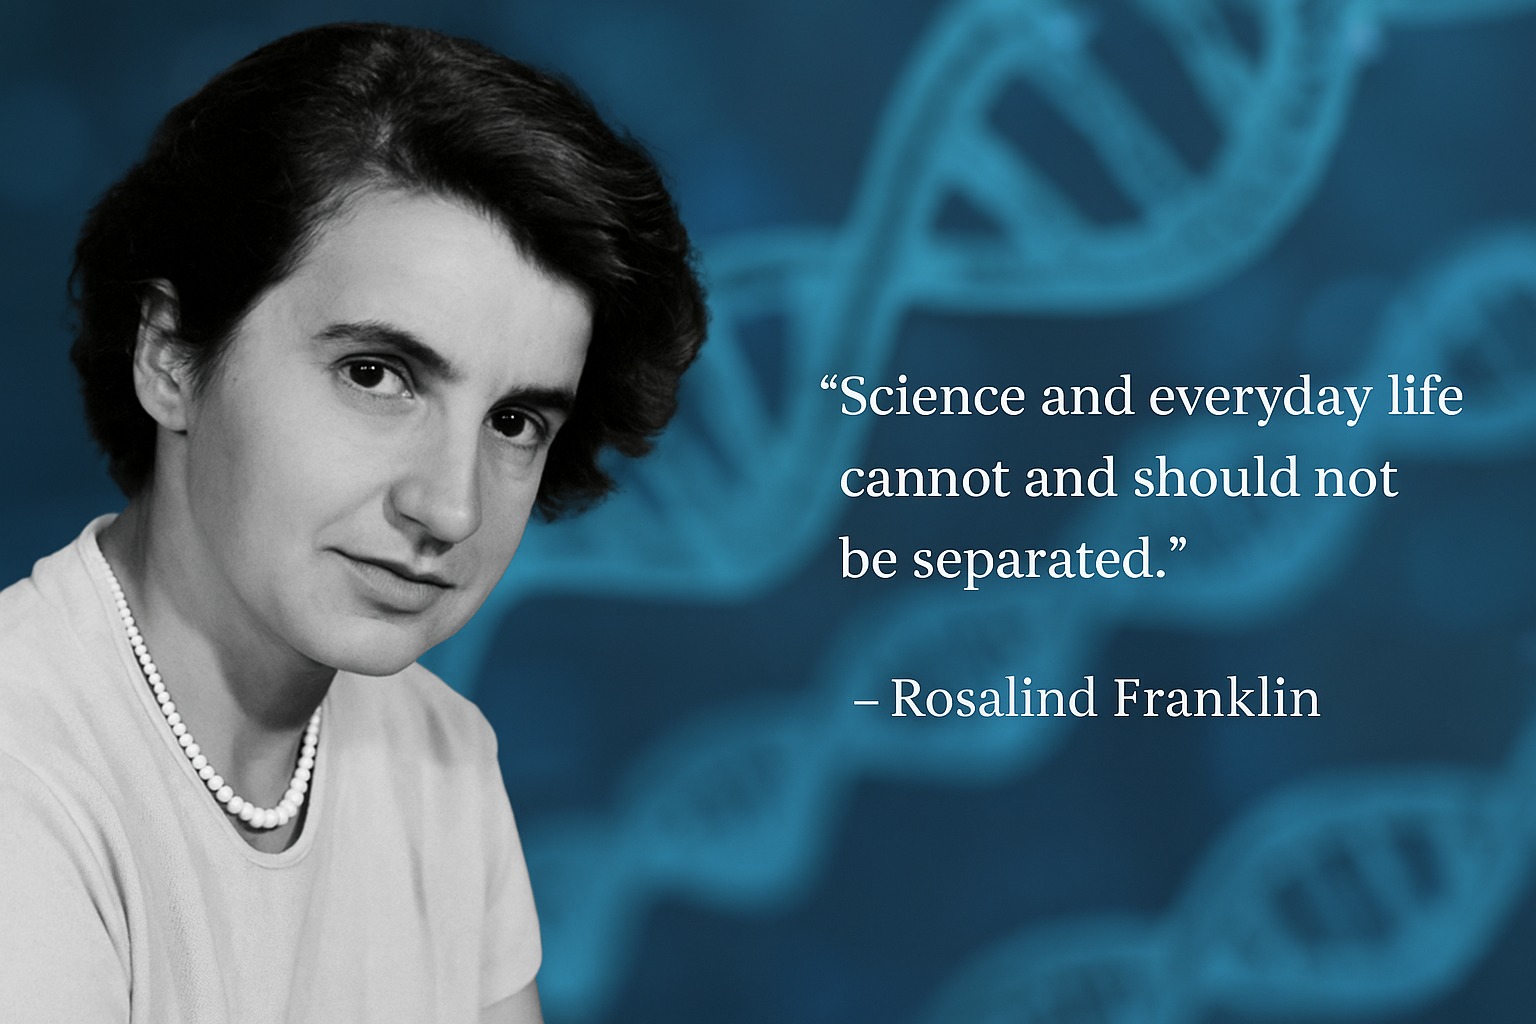 “Science and everyday life
cannot and should not
be separated.”
– Rosalind Franklin